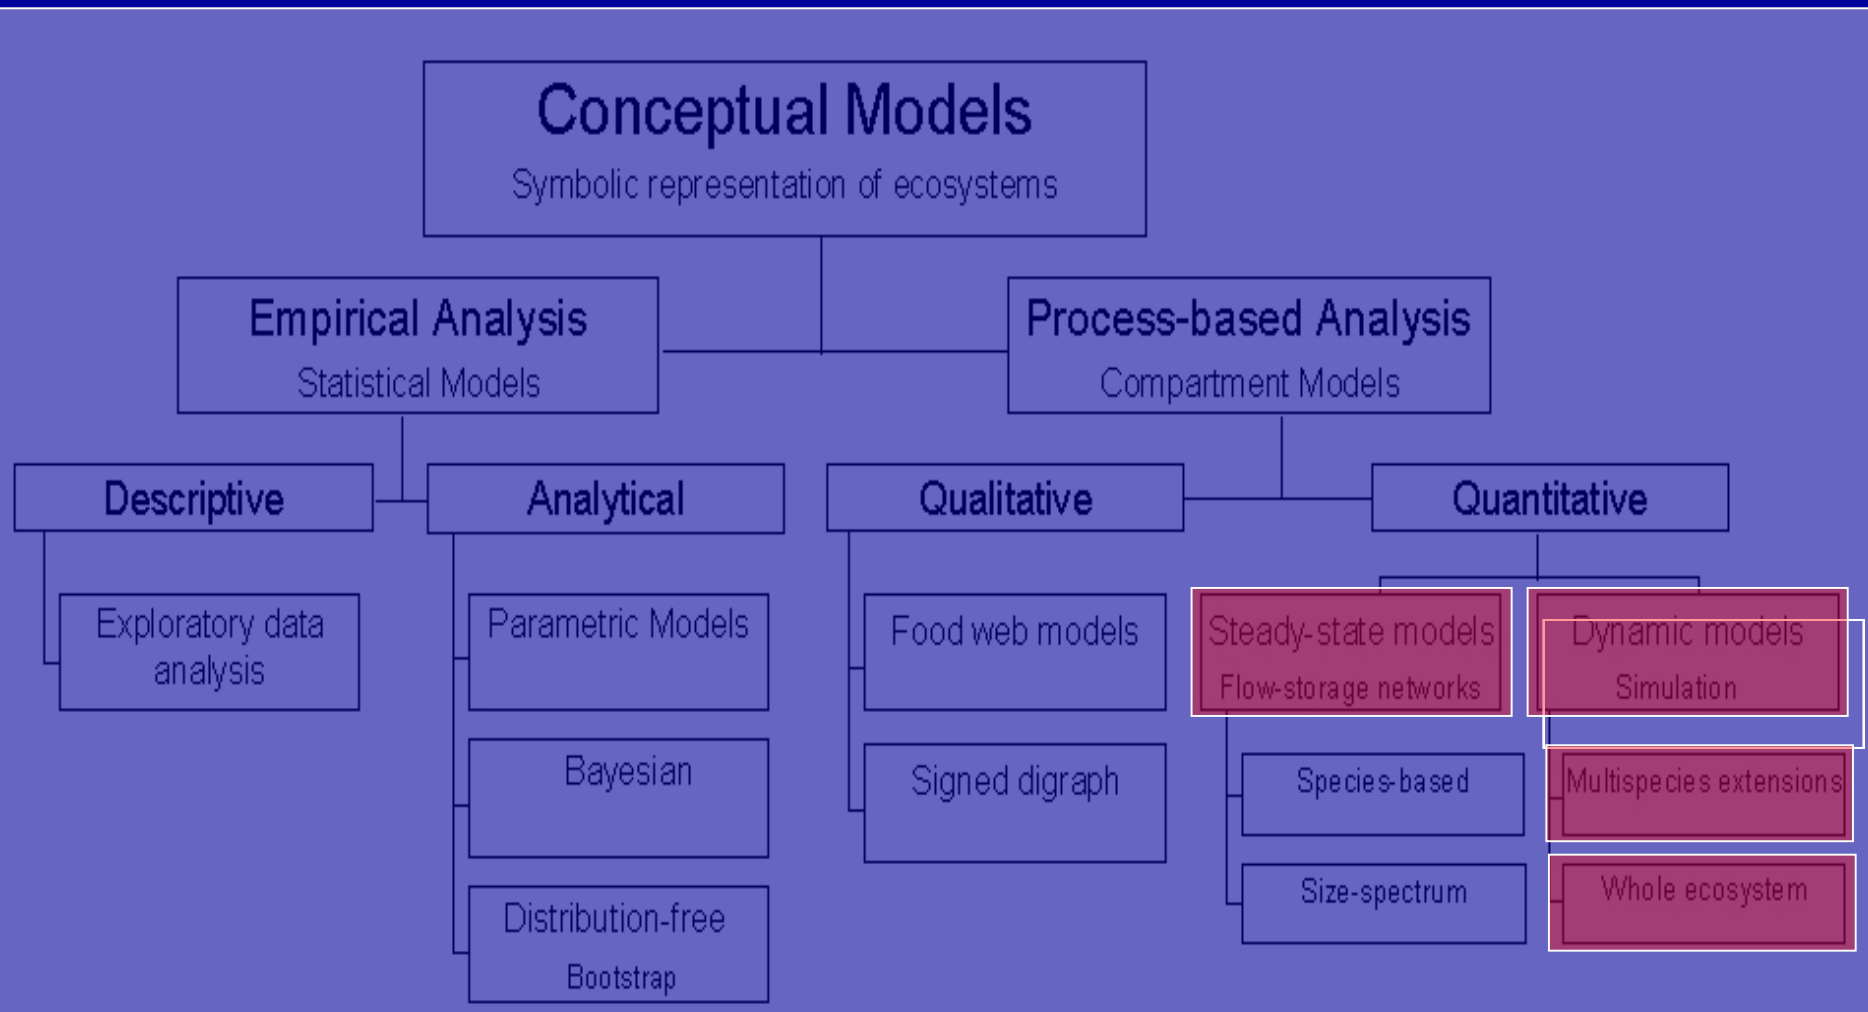 Conceptual Models
Symbolic representation of ecosystems
Empirical Analysis
Statistical Models
Process-based Analysis
Compartment Models
Descriptive
Analytical
Qualitative
Quantitative
Exploratory data
analysis
Parametric Models
Bayesian
Distribution-free
Bootstrap
Food web models
Signed digraph
Steady-state models
Flow-storage networks
Species-based
Size-spectrum
Dynamic models
Simulation
Multispecies extensions
Whole ecosystem